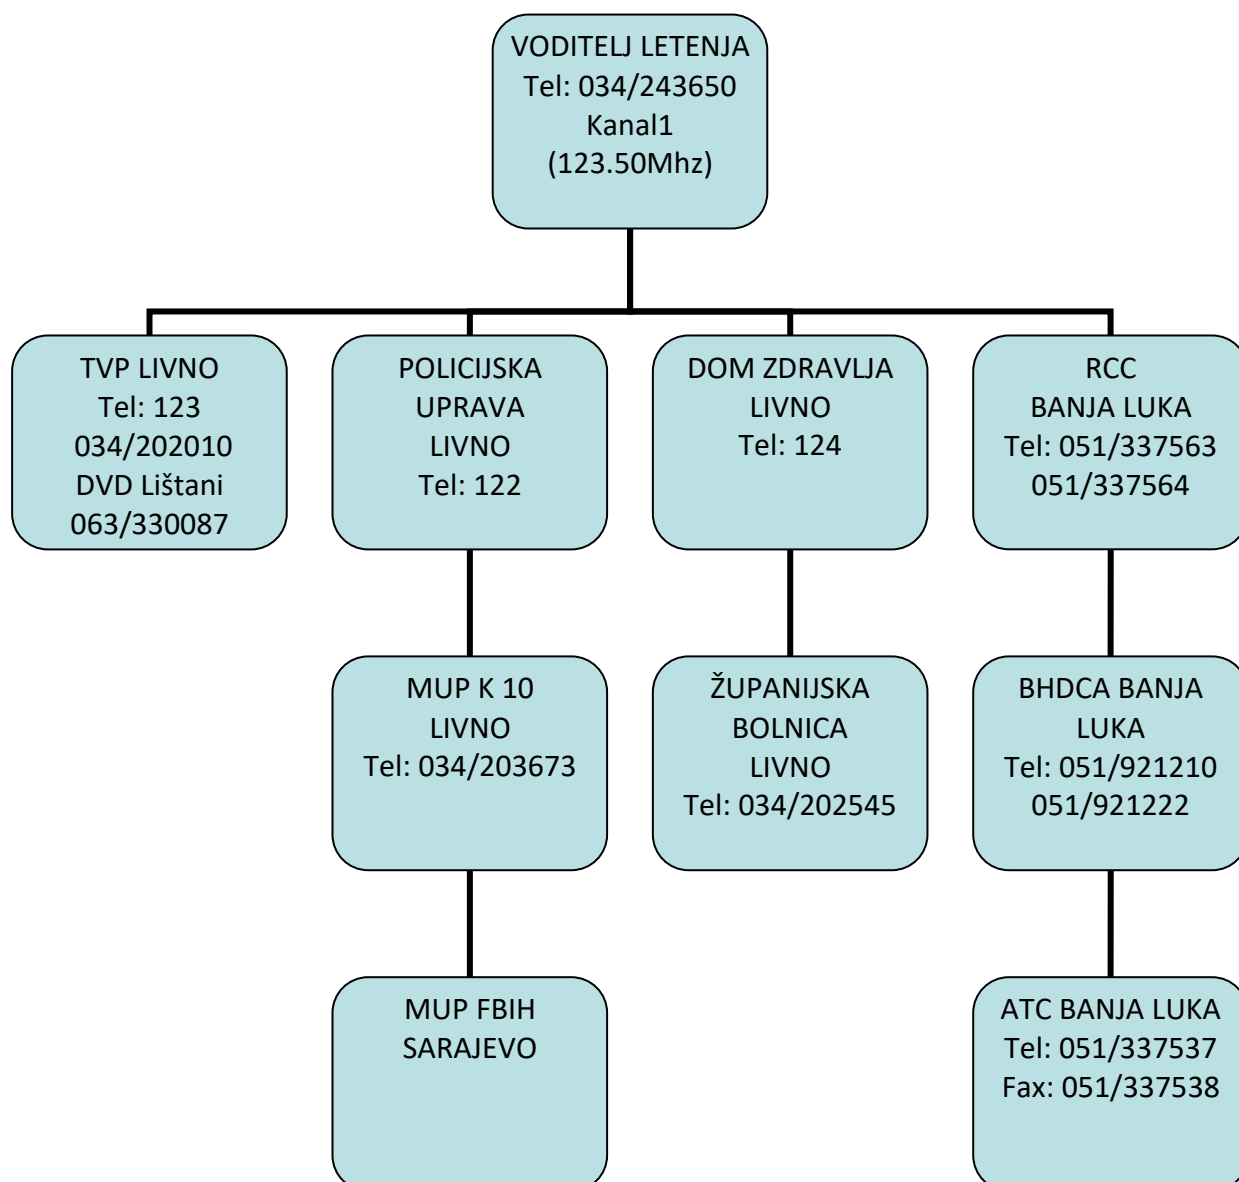 VODITELJ LETENJA
Tel: 034/243650
Kanal1
(123.50Mhz)
TVP LIVNO
Tel: 123
034/202010
DVD Lištani
063/330087
POLICIJSKA
UPRAVA
LIVNO
Tel: 122
DOM ZDRAVLJA
LIVNO
Tel: 124
RCC
BANJA LUKA
Tel: 051/337563
051/337564
MUP K 10
LIVNO
Tel: 034/203673
ŽUPANIJSKA
BOLNICA
LIVNO
Tel: 034/202545
BHDCA BANJA
LUKA
Tel: 051/921210
051/921222
MUP FBIH
SARAJEVO
ATC BANJA LUKA
Tel: 051/337537
Fax: 051/337538